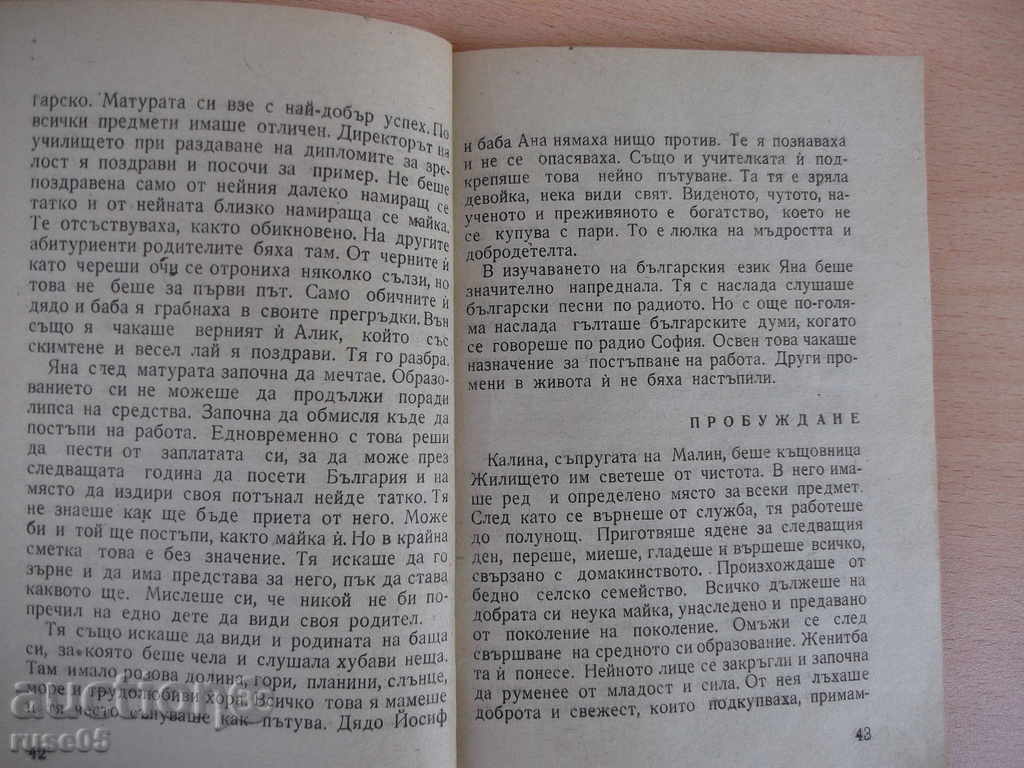 гарско. Матурата си взе с най-добър успех. По
всички предмети имаше отличен. Директорът на
училището при раздаване на дипломите за зре-
лост я поздрави и посочи за пример. Не беше
поздравена само от нейния далеко намиращ се
татко и от нейната близко намираща се майка.
Те отсъствуваха, както обикновено. На другите
абитуриенти родителите бяха там. От черните ѝ
като череши очи се отрониха няколко сълзи, но
това не беше за първи път. Само обичните ѝ
дядо и баба я грабнаха в своите прегръдки. Вън
също я чакаше верният ѝ Алик, който със
скимтене и весел лай я поздрави. Тя го разбра.
Яна след матурата започна да мечтае. Образо-
ванието си не можеше да продължи поради
липса на средства. Започна да обмисля къде да
постъпи на работа. Едновременно с това реши
да пести от заплатата си, за да може през
следващата година да посети България и на
място да издири своя потънал нейде татко. Тя
не знаеше как ще бъде приета от него. Може
би и той ще постъпи, както майка ѝ. Но в крайна
сметка това е без значение. Тя искаше да го
зърне и да има представа за него, пък да става
каквото ще. Мислеше си, че никой не би по-
пречил на едно дете да види своя родител.
Тя също искаше да види и родината на баща
си, за която беше чела и слушала хубави неща.
Там имало розова долина, гори, планини, слънце,
море и трудолюбиви хора. Всичко това я мамеше
и тя често сънуваше как пътува. Дядо Йосиф
42
и баба Ана нямаха нищо против. Те я познаваха
и не се опасяваха. Също и учителката ѝ под-
крепяше това нейно пътуване. Та тя е зряла
девойка, нека види свят. Виденото, чутото, на-
ученото и преживяното е богатство, което не
се купува с пари. То е люлка на мъдростта и
добродетелта.
В изучаването на българския език Яна беше
значително напреднала. Тя с наслада слушаше
български песни по радиото. Но с още по-голя-
ма наслада гълташе българските думи, когато
се говореше по радио София. Освен това чакаше
назначение за постъпване на работа. Други про-
мени в живота ѝ не бяха настъпили.
ПРОБУЖДАНЕ
Калина, съпругата на Малин, беше къщовница
Жилището им светеше от чистота. В него има-
ше ред и определено място за всеки предмет.
След като се върнеше от служба, тя работеше
до полунощ. Приготвяше ядене за следващия
ден, переше, миеше, гладеше и вършеше всичко,
свързано с домакинството. Произхождаше от
бедно селско семейство. Всичко дължеше на
добрата си неука майка, унаследено и предавано
от поколение на поколение. Омъжи се след
свършване на средното си образование. Женитба
та ѝ понесе. Нейното лице се закръгли и започна
да руменее от младост и сила. От нея лъхаше
доброта и свежест, които подкупваха, примам-
43
auctionpic
ruse05